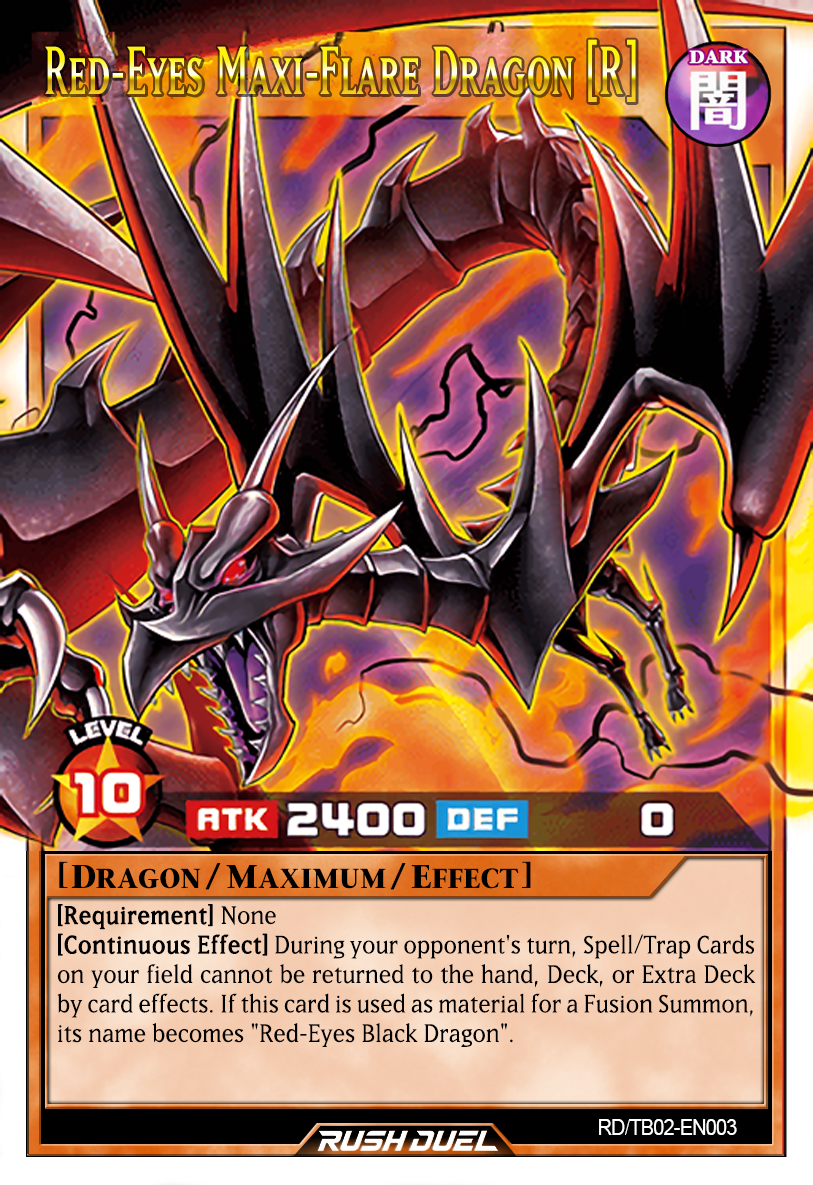 Red-Eyes Maxi-Flare Dragon [R]
DARK
闇
LEVEL
10
ATK 2400 DEF 0
[Dragon/Maximum/Effect]
[Requirement] None
[Continuous Effect] During your opponent's turn, Spell/Trap Cards
on your field cannot be returned to the hand, Deck, or Extra Deck
by card effects. If this card is used as material for a Fusion Summon,
its name becomes "Red-Eyes Black Dragon".
RD/TB02-EN003
RUSH DUEL